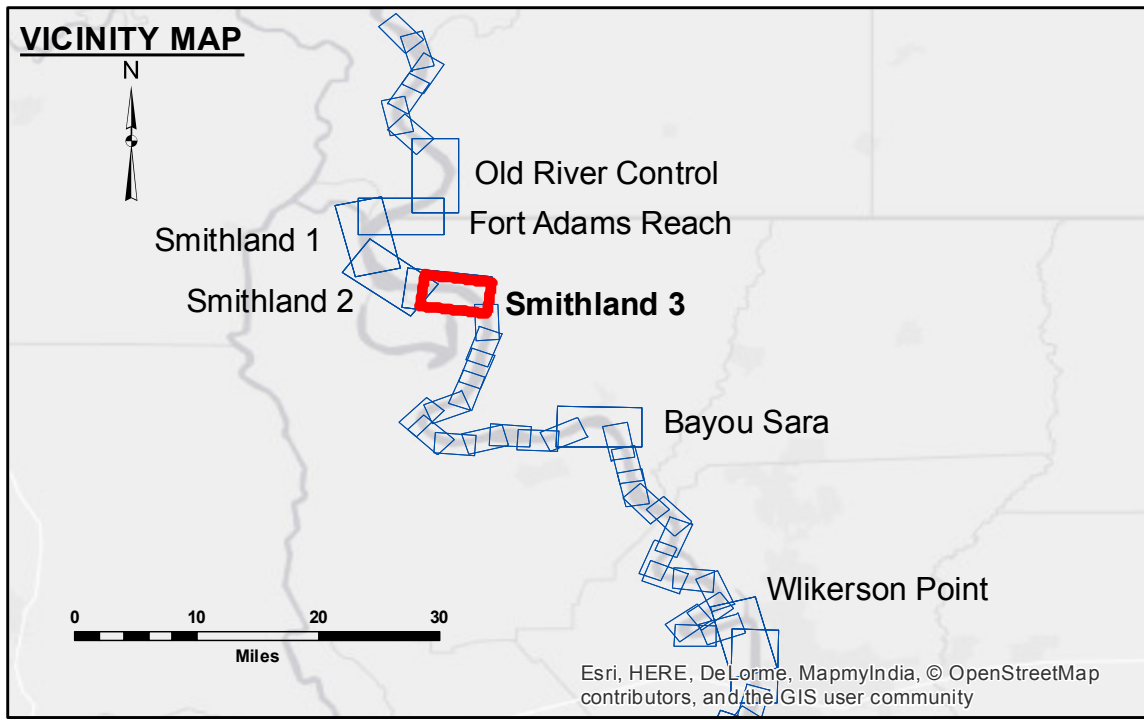 VICINITY MAP
N
Old River Control
Fort Adams Reach
Smithland 1
Smithland 2
Smithland 3
Bayou Sara
Wlikerson Point
0 10 20 30
Miles
Esri, HERE, DeLorme, MapmyIndia, © OpenStreetMap
contributors, and the GIS user community